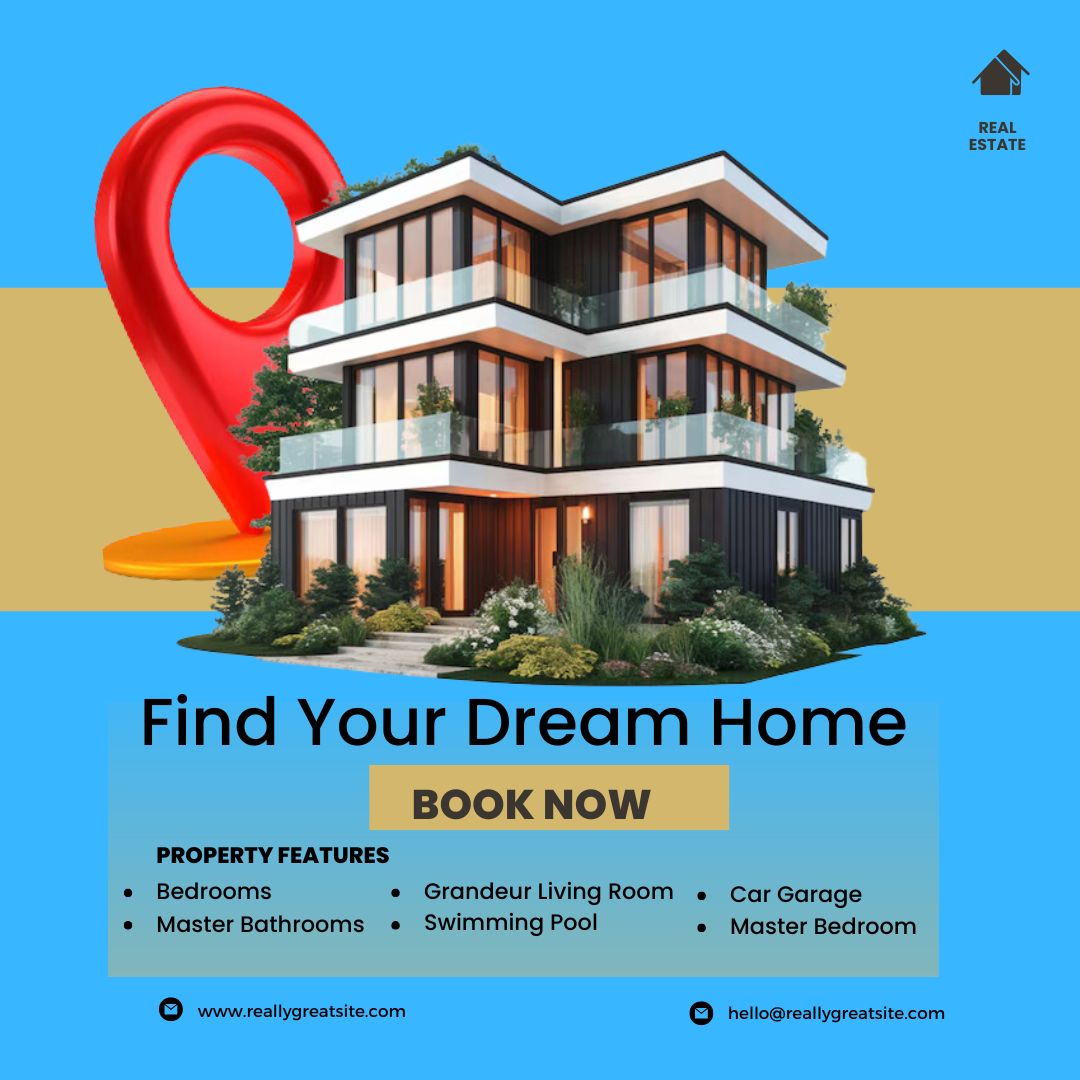 REAL
ESTATE
Find Your Dream Home
BOOK NOW
PROPERTY FEATURES
Bedrooms
Master Bathrooms
Grandeur Living Room
Swimming Pool
Car Garage
Master Bedroom
www.reallygreatsite.com
hello@reallygreatsite.com